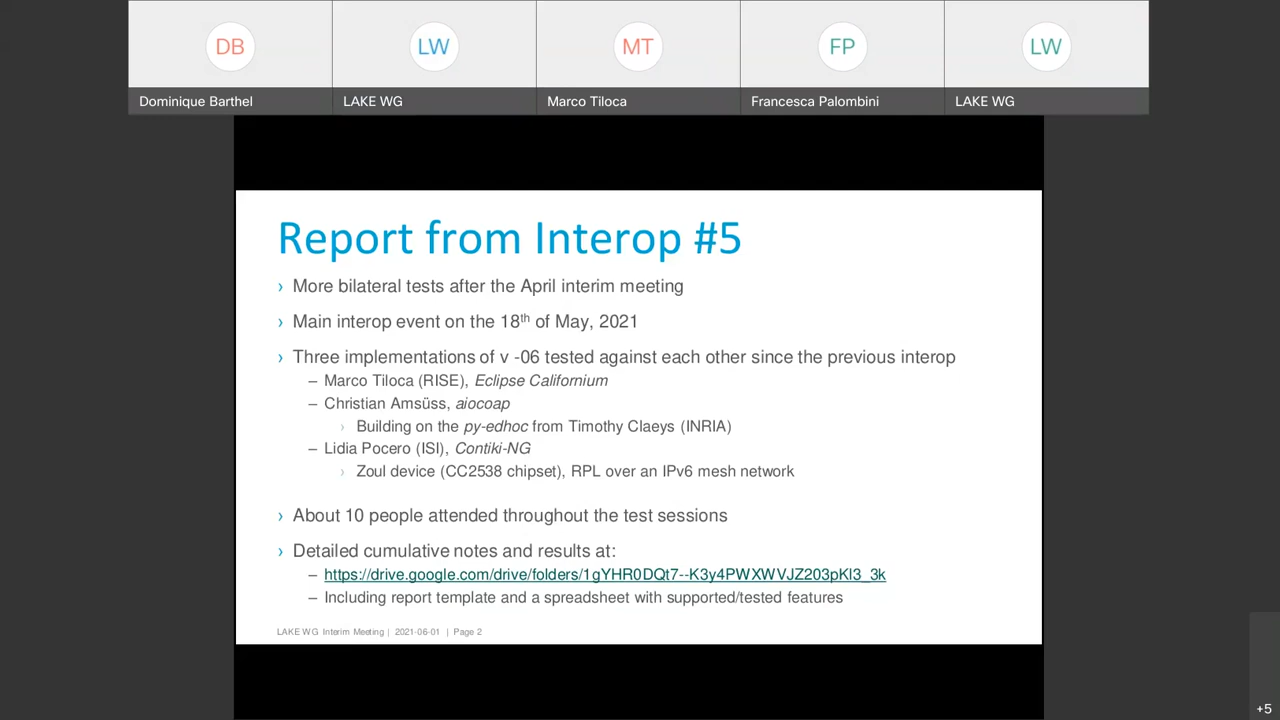 DB
LW
MT
FP
LW
Dominique Barthel
LAKE WG
Marco Tiloca
Francesca Palombini
LAKE WG
Report from Interop #5
› More bilateral tests after the April interim meeting
› Main interop event on the 18th of May, 2021
› Three implementations of v -06 tested against each other since the previous interop
– Marco Tiloca (RISE), Eclipse Californium
– Christian Amsüss, aiocoap
› Building on the py-edhoc from Timothy Claeys (INRIA)
– Lidia Pocero (ISI), Contiki-NG
› Zoul device (CC2538 chipset), RPL over an IPv6 mesh network
› About 10 people attended throughout the test sessions
› Detailed cumulative notes and results at:
– https://drive.google.com/drive/folders/1gYHR0DQt7--K3y4PWXWVJZ203pKl3_3k
– Including report template and a spreadsheet with supported/tested features
LAKE WG Interim Meeting | 2021-06-01 | Page 2
+5